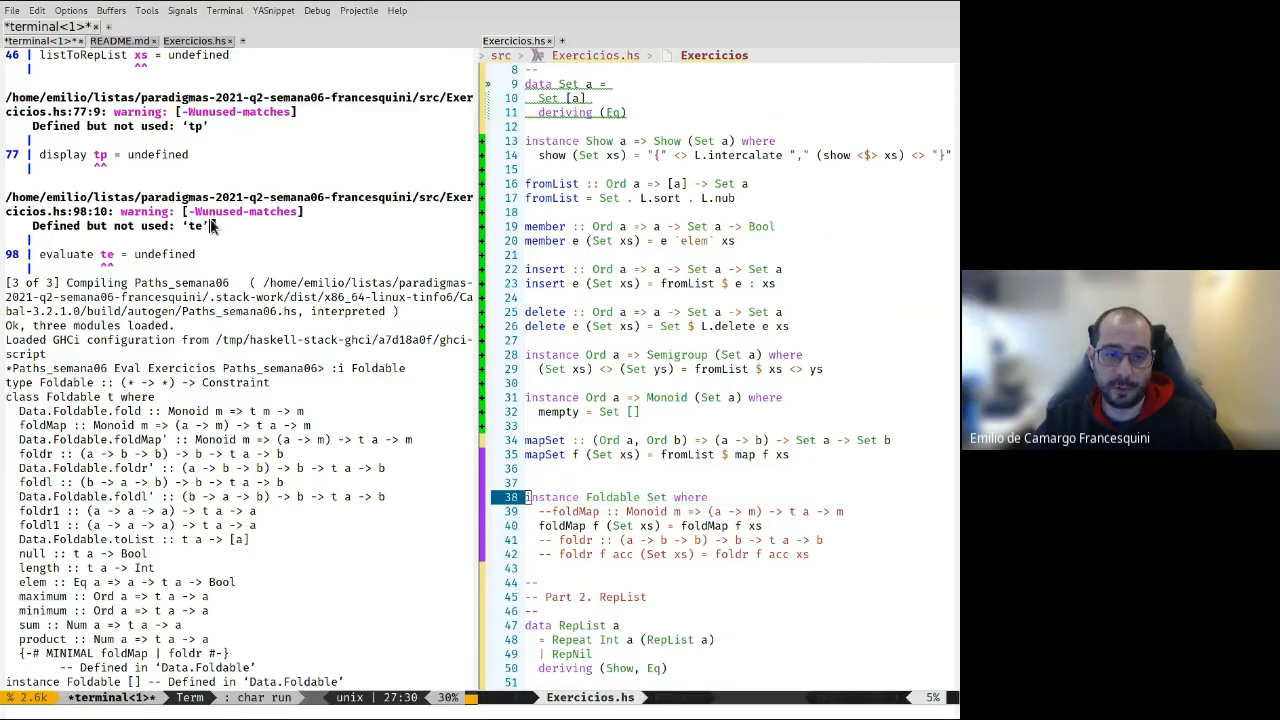 File Edit Options Buffers Tools Signals Terminal YASnippet Debug Projectile Help
*terminal<1>*× +
*terminal<1>*× README.md × Exercicios.hs × +
46 | listToRepList xs = undefined
| ^^
/home/emilio/listas/paradigmas-2021-q2-semana06-francesquini/src/Exer
cicios.hs:77:9: warning: [-Wunused-matches]
Defined but not used: ‘tp’
|
77 | display tp = undefined
| ^^
/home/emilio/listas/paradigmas-2021-q2-semana06-francesquini/src/Exer
cicios.hs:98:10: warning: [-Wunused-matches]
Defined but not used: ‘te’
|
98 | evaluate te = undefined
| ^^
[3 of 3] Compiling Paths_semana06 ( /home/emilio/listas/paradigmas-
2021-q2-semana06-francesquini/.stack-work/dist/x86_64-linux-tinfo6/Ca
bal-3.2.1.0/build/autogen/Paths_semana06.hs, interpreted )
Ok, three modules loaded.
Loaded GHCi configuration from /tmp/haskell-stack-ghci/a7d18a0f/ghci-
script
*Paths_semana06 Eval Exercicios Paths_semana06> :i Foldable
type Foldable :: (* -> *) -> Constraint
class Foldable t where
Data.Foldable.fold :: Monoid m => t m -> m
foldMap :: Monoid m => (a -> m) -> t a -> m
Data.Foldable.foldMap' :: Monoid m => (a -> m) -> t a -> m
foldr :: (a -> b -> b) -> b -> t a -> b
Data.Foldable.foldr' :: (a -> b -> b) -> b -> t a -> b
foldl :: (b -> a -> b) -> b -> t a -> b
Data.Foldable.foldl' :: (b -> a -> b) -> b -> t a -> b
foldr1 :: (a -> a -> a) -> t a -> a
foldl1 :: (a -> a -> a) -> t a -> a
Data.Foldable.toList :: t a -> [a]
null :: t a -> Bool
length :: t a -> Int
elem :: Eq a => a -> t a -> Bool
maximum :: Ord a => t a -> a
minimum :: Ord a => t a -> a
sum :: Num a => t a -> a
product :: Num a => t a -> a
{-# MINIMAL foldMap | foldr #-}
-- Defined in ‘Data.Foldable’
instance Foldable [] -- Defined in ‘Data.Foldable’
% 2.6k *terminal<1>* Term : char run unix | 27:30 30%
Exercicios.hs× +
> src > Exercicios.hs > Exercicios
8 --
9 data Set a =
10 Set [a]
11 deriving (Eq)
12
13 instance Show a => Show (Set a) where
14 show (Set xs) = "{" <> L.intercalate "," (show <$> xs) <> "}"
15
16 fromList :: Ord a => [a] -> Set a
17 fromList = Set . L.sort . L.nub
18
19 member :: Ord a => a -> Set a -> Bool
20 member e (Set xs) = e `elem` xs
21
22 insert :: Ord a => a -> Set a -> Set a
23 insert e (Set xs) = fromList $ e : xs
24
25 delete :: Ord a => a -> Set a -> Set a
26 delete e (Set xs) = Set $ L.delete e xs
27
28 instance Ord a => Semigroup (Set a) where
29 (Set xs) <> (Set ys) = fromList $ xs <> ys
30
31 instance Ord a => Monoid (Set a) where
32 mempty = Set []
33
34 mapSet :: (Ord a, Ord b) => (a -> b) -> Set a -> Set b
35 mapSet f (Set xs) = fromList $ map f xs
36
37
38 instance Foldable Set where
39 --foldMap :: Monoid m => (a -> m) -> t a -> m
40 foldMap f (Set xs) = foldMap f xs
41 -- foldr :: (a -> b -> b) -> b -> t a -> b
42 -- foldr f acc (Set xs) = foldr f acc xs
43
44 --
45 -- Part 2. RepList
46 --
47 data RepList a
48 = Repeat Int a (RepList a)
49 | RepNil
50 deriving (Show, Eq)
51
Exercicios.hs 5%
Emilio de Camargo Francesquini